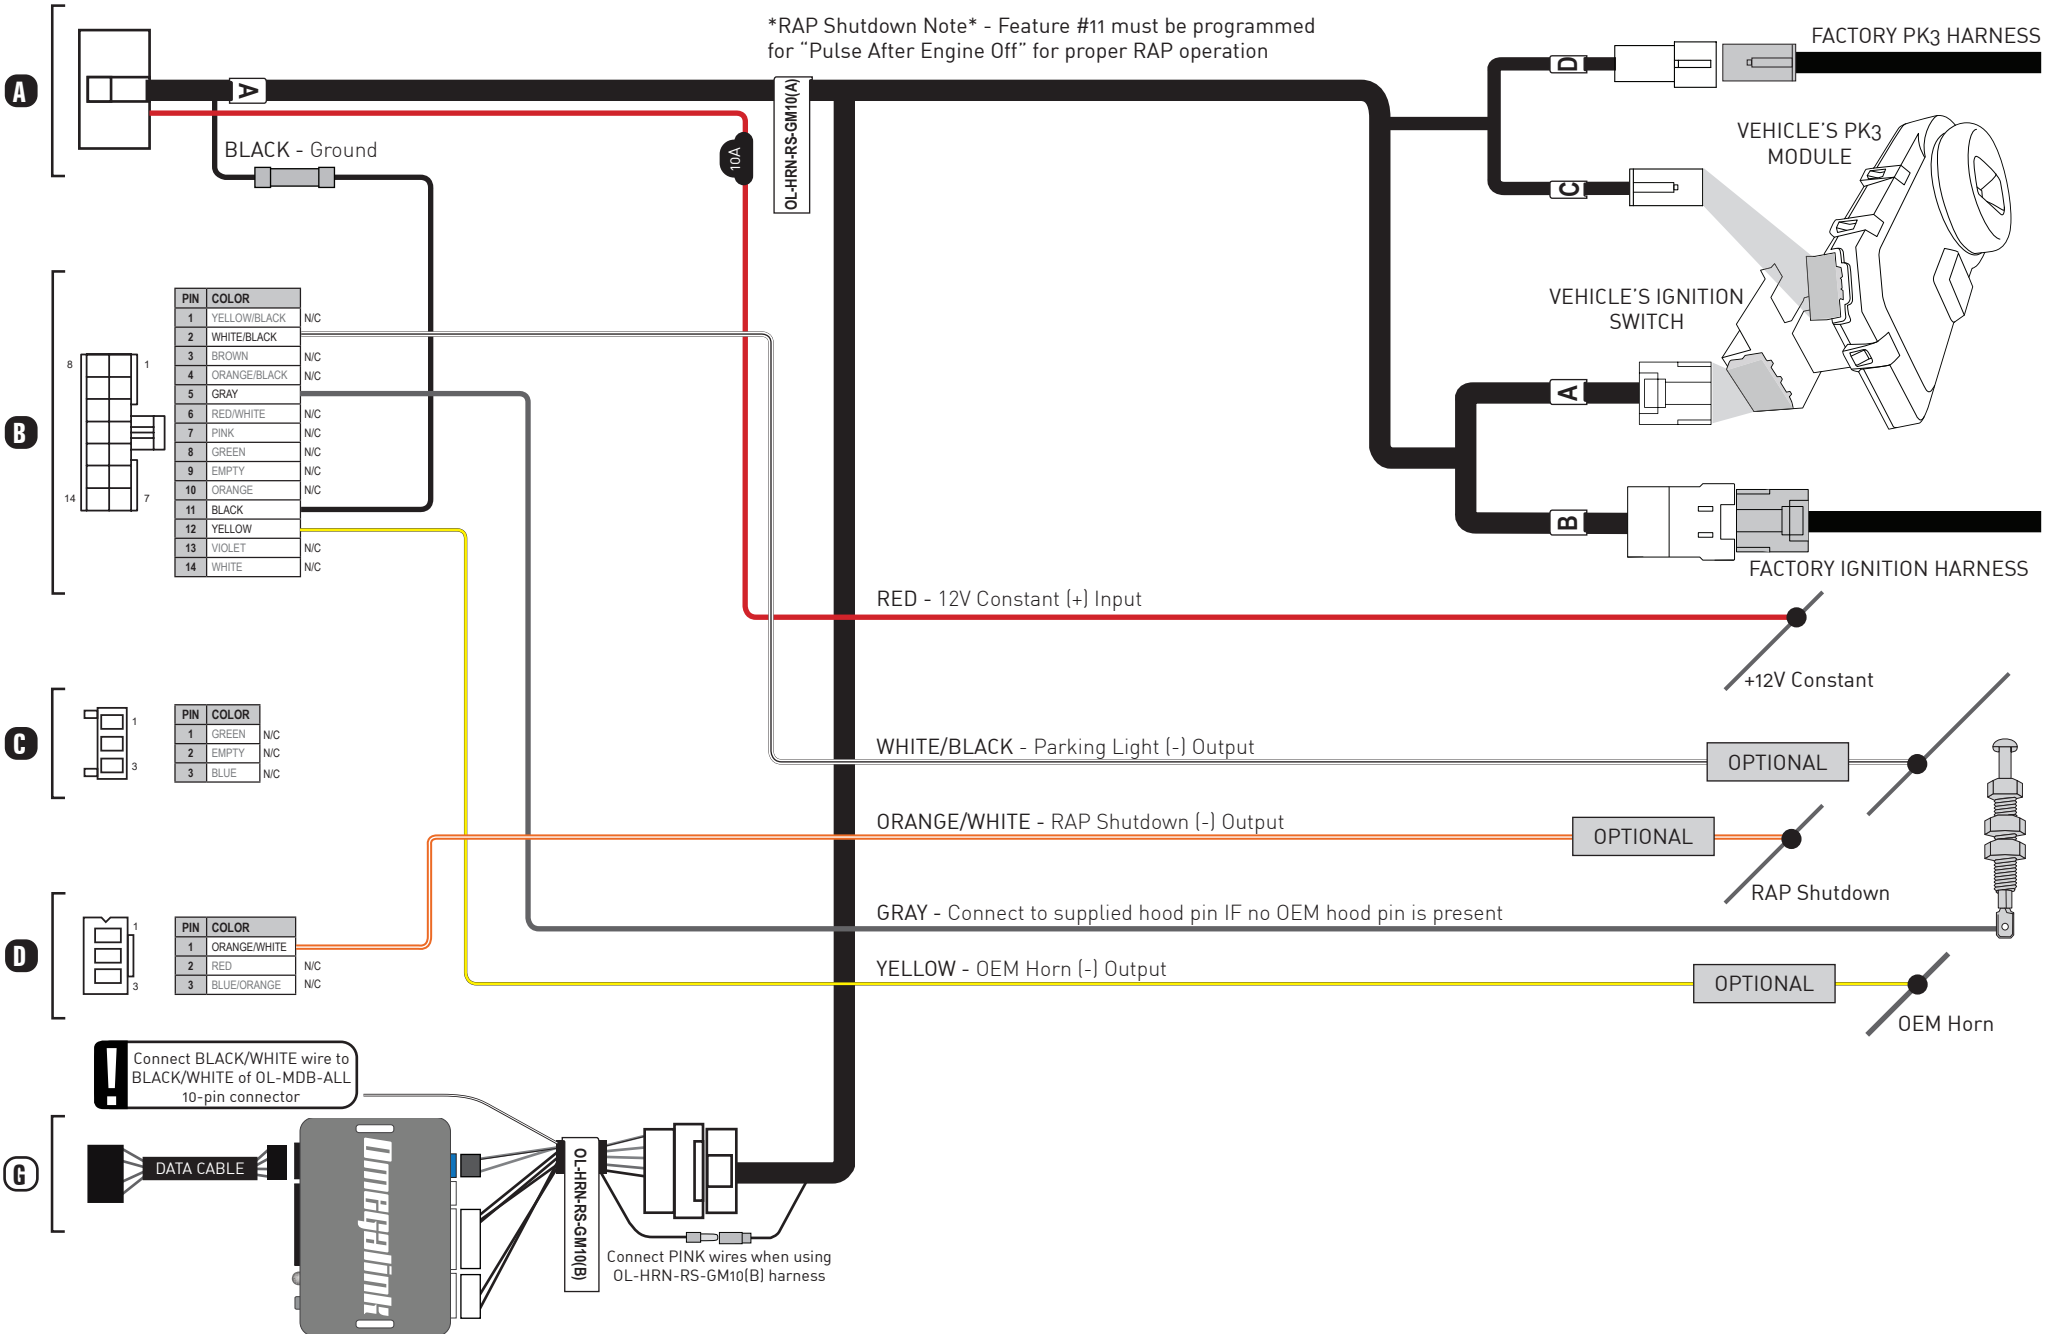 *RAP Shutdown Note* - Feature #11 must be programmed
for “Pulse After Engine Off” for proper RAP operation
FACTORY PK3 HARNESS
A
A
D
10A
OL-HRN-RS-GM10(A)
BLACK - Ground
VEHICLE'S PK3
MODULE
C
VEHICLE'S IGNITION
SWITCH
A
B
FACTORY IGNITION HARNESS
B
8 1
14 7
PIN COLOR
1 YELLOW/BLACK N/C
2 WHITE/BLACK
3 BROWN N/C
4 ORANGE/BLACK N/C
5 GRAY
6 RED/WHITE N/C
7 PINK N/C
8 GREEN N/C
9 EMPTY N/C
10 ORANGE N/C
11 BLACK
12 YELLOW
13 VIOLET N/C
14 WHITE N/C
RED - 12V Constant (+) Input
+12V Constant
C
1
3
PIN COLOR
1 GREEN N/C
2 EMPTY N/C
3 BLUE N/C
WHITE/BLACK - Parking Light (-) Output
OPTIONAL
ORANGE/WHITE - RAP Shutdown (-) Output
OPTIONAL
RAP Shutdown
D
1
3
PIN COLOR
1 ORANGE/WHITE
2 RED N/C
3 BLUE/ORANGE N/C
GRAY - Connect to supplied hood pin IF no OEM hood pin is present
YELLOW - OEM Horn (-) Output
OPTIONAL
OEM Horn
!
Connect BLACK/WHITE wire to
BLACK/WHITE of OL-MDB-ALL
10-pin connector
G
DATA CABLE
Omegalink
OL-HRN-RS-GM10(B)
Connect PINK wires when using
OL-HRN-RS-GM10(B) harness